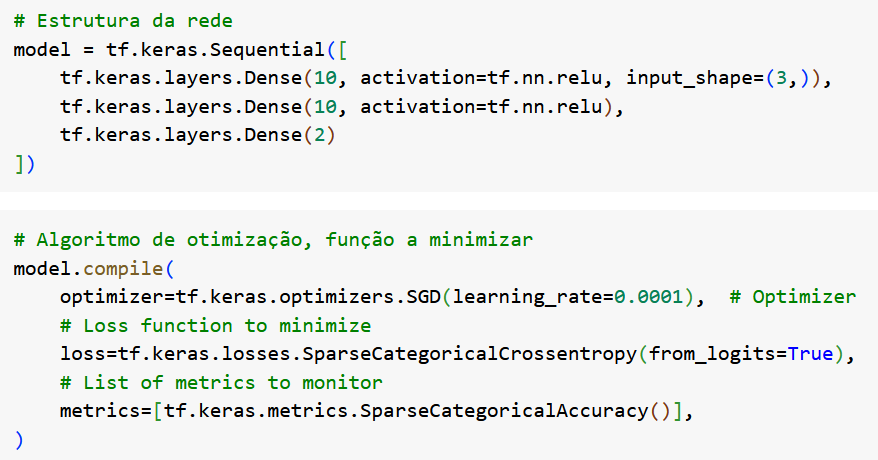 # Estrutura da rede
model = tf.keras.Sequential([
    tf.keras.layers.Dense(10, activation=tf.nn.relu, input_shape=(3,)),
    tf.keras.layers.Dense(10, activation=tf.nn.relu),
    tf.keras.layers.Dense(2)
])
# Algoritmo de otimização, função a minimizar
model.compile(
    optimizer=tf.keras.optimizers.SGD(learning_rate=0.0001),  # Optimizer
    # Loss function to minimize
    loss=tf.keras.losses.SparseCategoricalCrossentropy(from_logits=True),
    # List of metrics to monitor
    metrics=[tf.keras.metrics.SparseCategoricalAccuracy()],
)